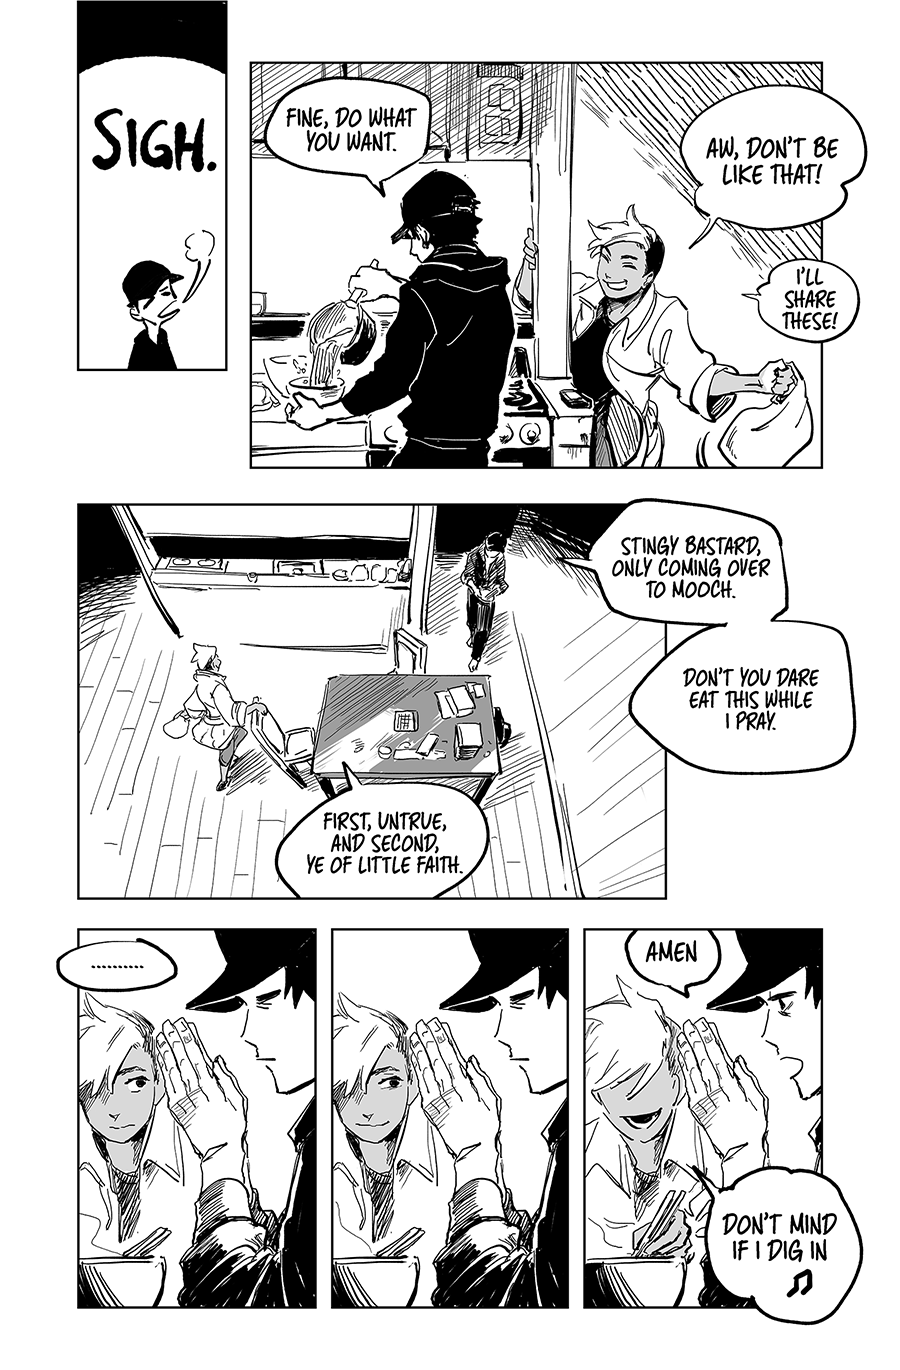 SIGH.
FINE, DO WHAT
YOU WANT.
AW, DON'T BE
LIKE THAT!
I'LL
SHARE
THESE!
STINGY BASTARD,
ONLY COMING OVER
TO MOOCH.
DON'T YOU DARE
EAT THIS WHILE
I PRAY.
FIRST, UNTRUE,
AND SECOND,
YE OF LITTLE FAITH.
...........
AMEN
DON'T MIND
IF I DIG IN
♫